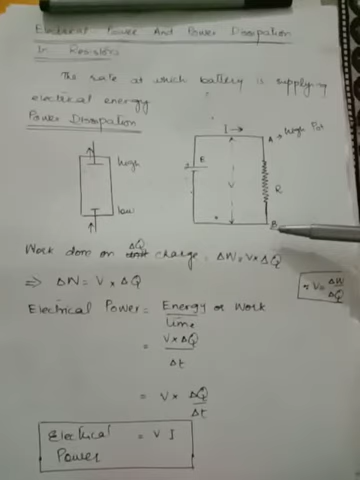 Electrical Power And Power Dissipation
In Resistors
The rate at which battery is supplying
electrical energy
Power Dissipation
I →
A → High Pot
high
E
V
R
low
B
Work done on ΔQ charge, ΔW = V × ΔQ
⇒ ΔW = V × ΔQ
∵ V = ΔW/ΔQ
Electrical Power = Energy or Work
Time
= V × ΔQ
Δt
= V × ΔQ
Δt
Electrical = V I
Power